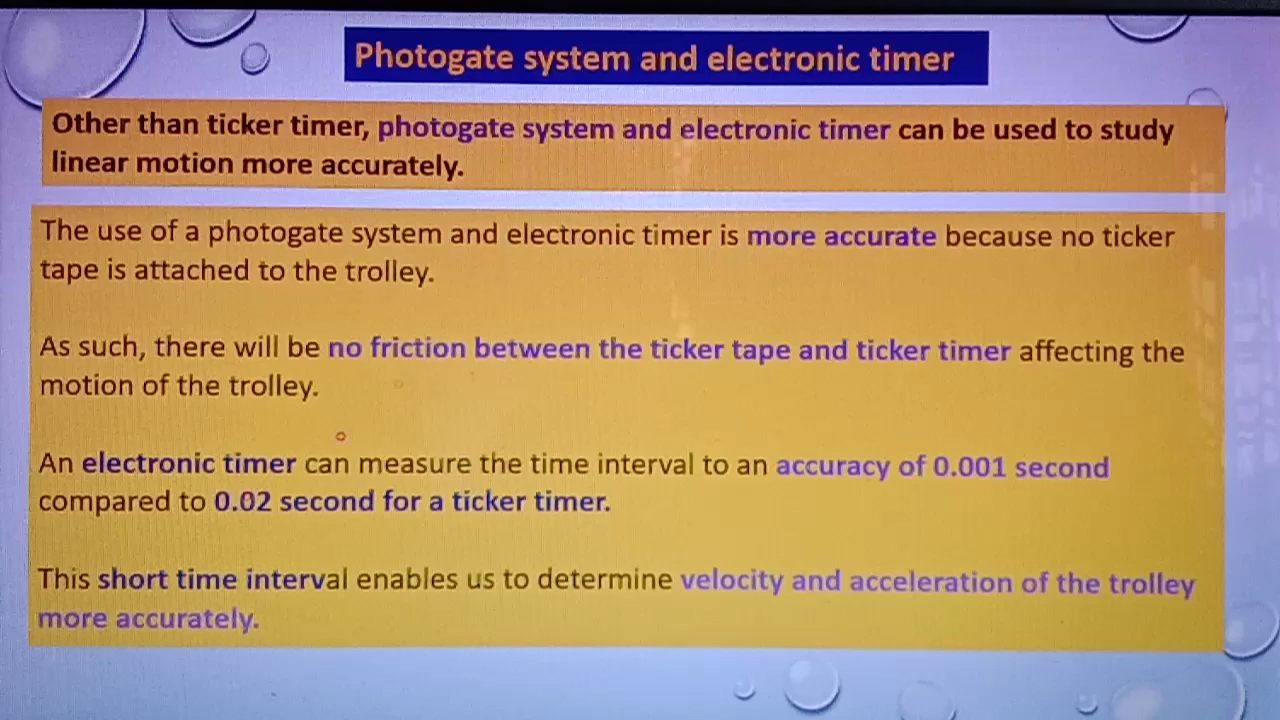 Photogate system and electronic timer
Other than ticker timer, photogate system and electronic timer can be used to study
linear motion more accurately.
The use of a photogate system and electronic timer is more accurate because no ticker
tape is attached to the trolley.
As such, there will be no friction between the ticker tape and ticker timer affecting the
motion of the trolley.
An electronic timer can measure the time interval to an accuracy of 0.001 second
compared to 0.02 second for a ticker timer.
This short time interval enables us to determine velocity and acceleration of the trolley
more accurately.